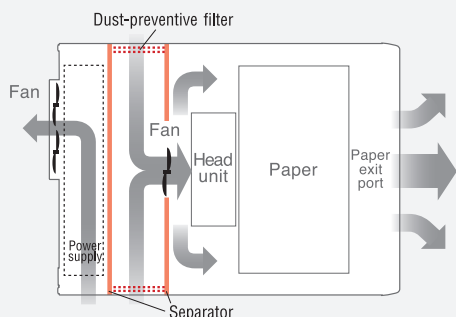 Dust-preventive filter
Fan
Fan
Head
unit
Paper
Paper
exit
port
Power
supply
Separator